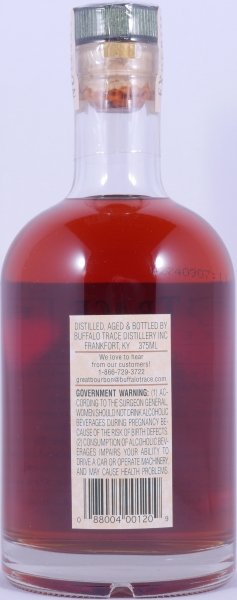 DISTILLED, AGED & BOTTLED BY
BUFFALO TRACE DISTILLERY INC
FRANKFORT, KY 375ML
We love to hear
from our customers:
1-866-729-3722
greatbourbon@buffalotrace.com
GOVERNMENT WARNING: (1) AC-
CORDING TO THE SURGEON GENERAL,
WOMEN SHOULD NOT DRINK ALCOHOLIC
BEVERAGES DURING PREGNANCY BE-
CAUSE OF THE RISK OF BIRTH DEFECTS.
(2) CONSUMPTION OF ALCOHOLIC BEV-
ERAGES IMPAIRS YOUR ABILITY TO
DRIVE A CAR OR OPERATE MACHINERY,
AND MAY CAUSE HEALTH PROBLEMS.
0 88004 00120 9